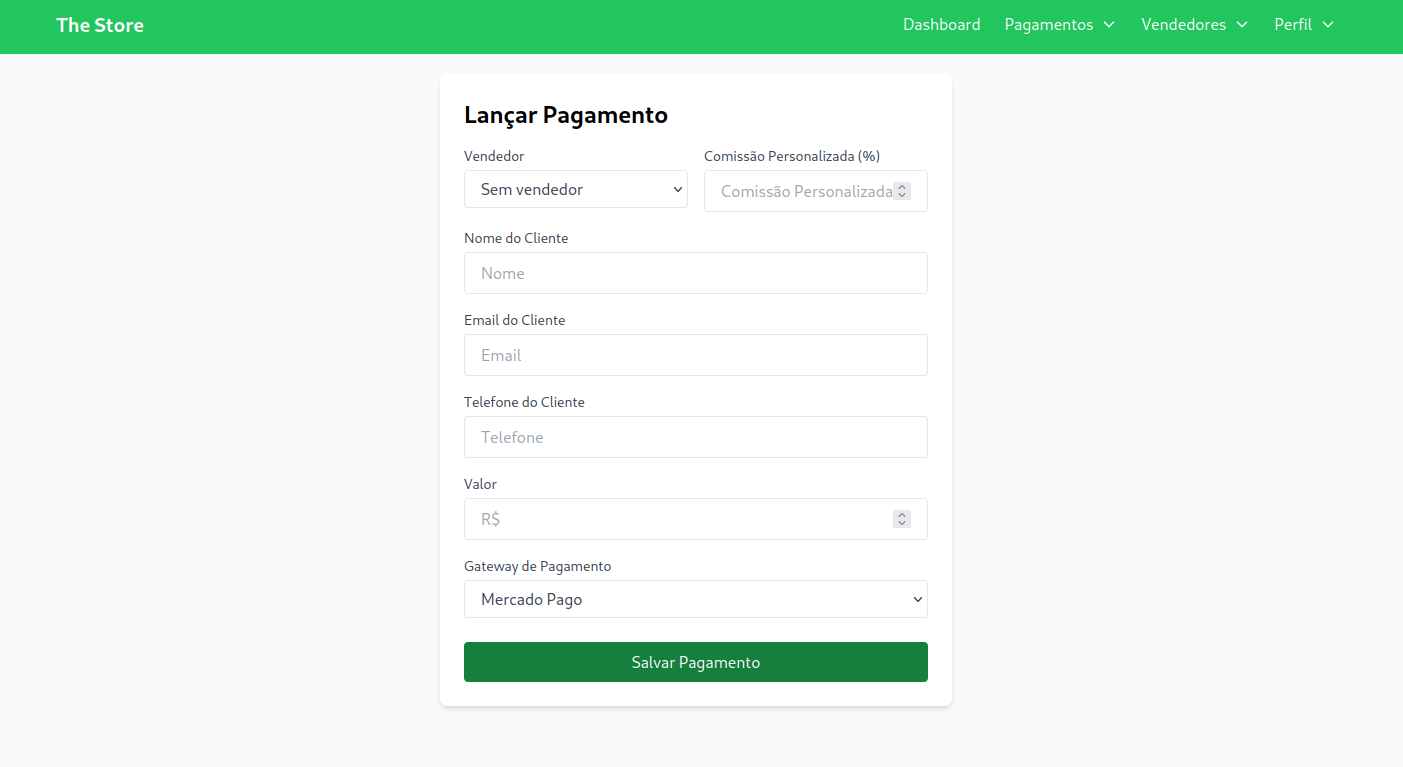 The Store
Dashboard
Pagamentos
Vendedores
Perfil
Lançar Pagamento
Vendedor
Comissão Personalizada (%)
Sem vendedor
Comissão Personalizada
Nome do Cliente
Nome
Email do Cliente
Email
Telefone do Cliente
Telefone
Valor
R$
Gateway de Pagamento
Mercado Pago
Salvar Pagamento